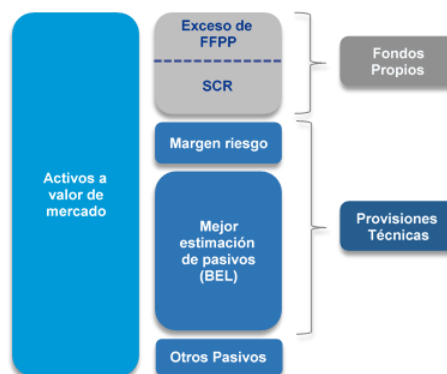 Exceso de
FFPP
SCR
Fondos
Propios
Margen riesgo
Activos a
valor de
mercado
Mejor
estimación
de pasivos
(BEL)
Provisiones
Técnicas
Otros Pasivos